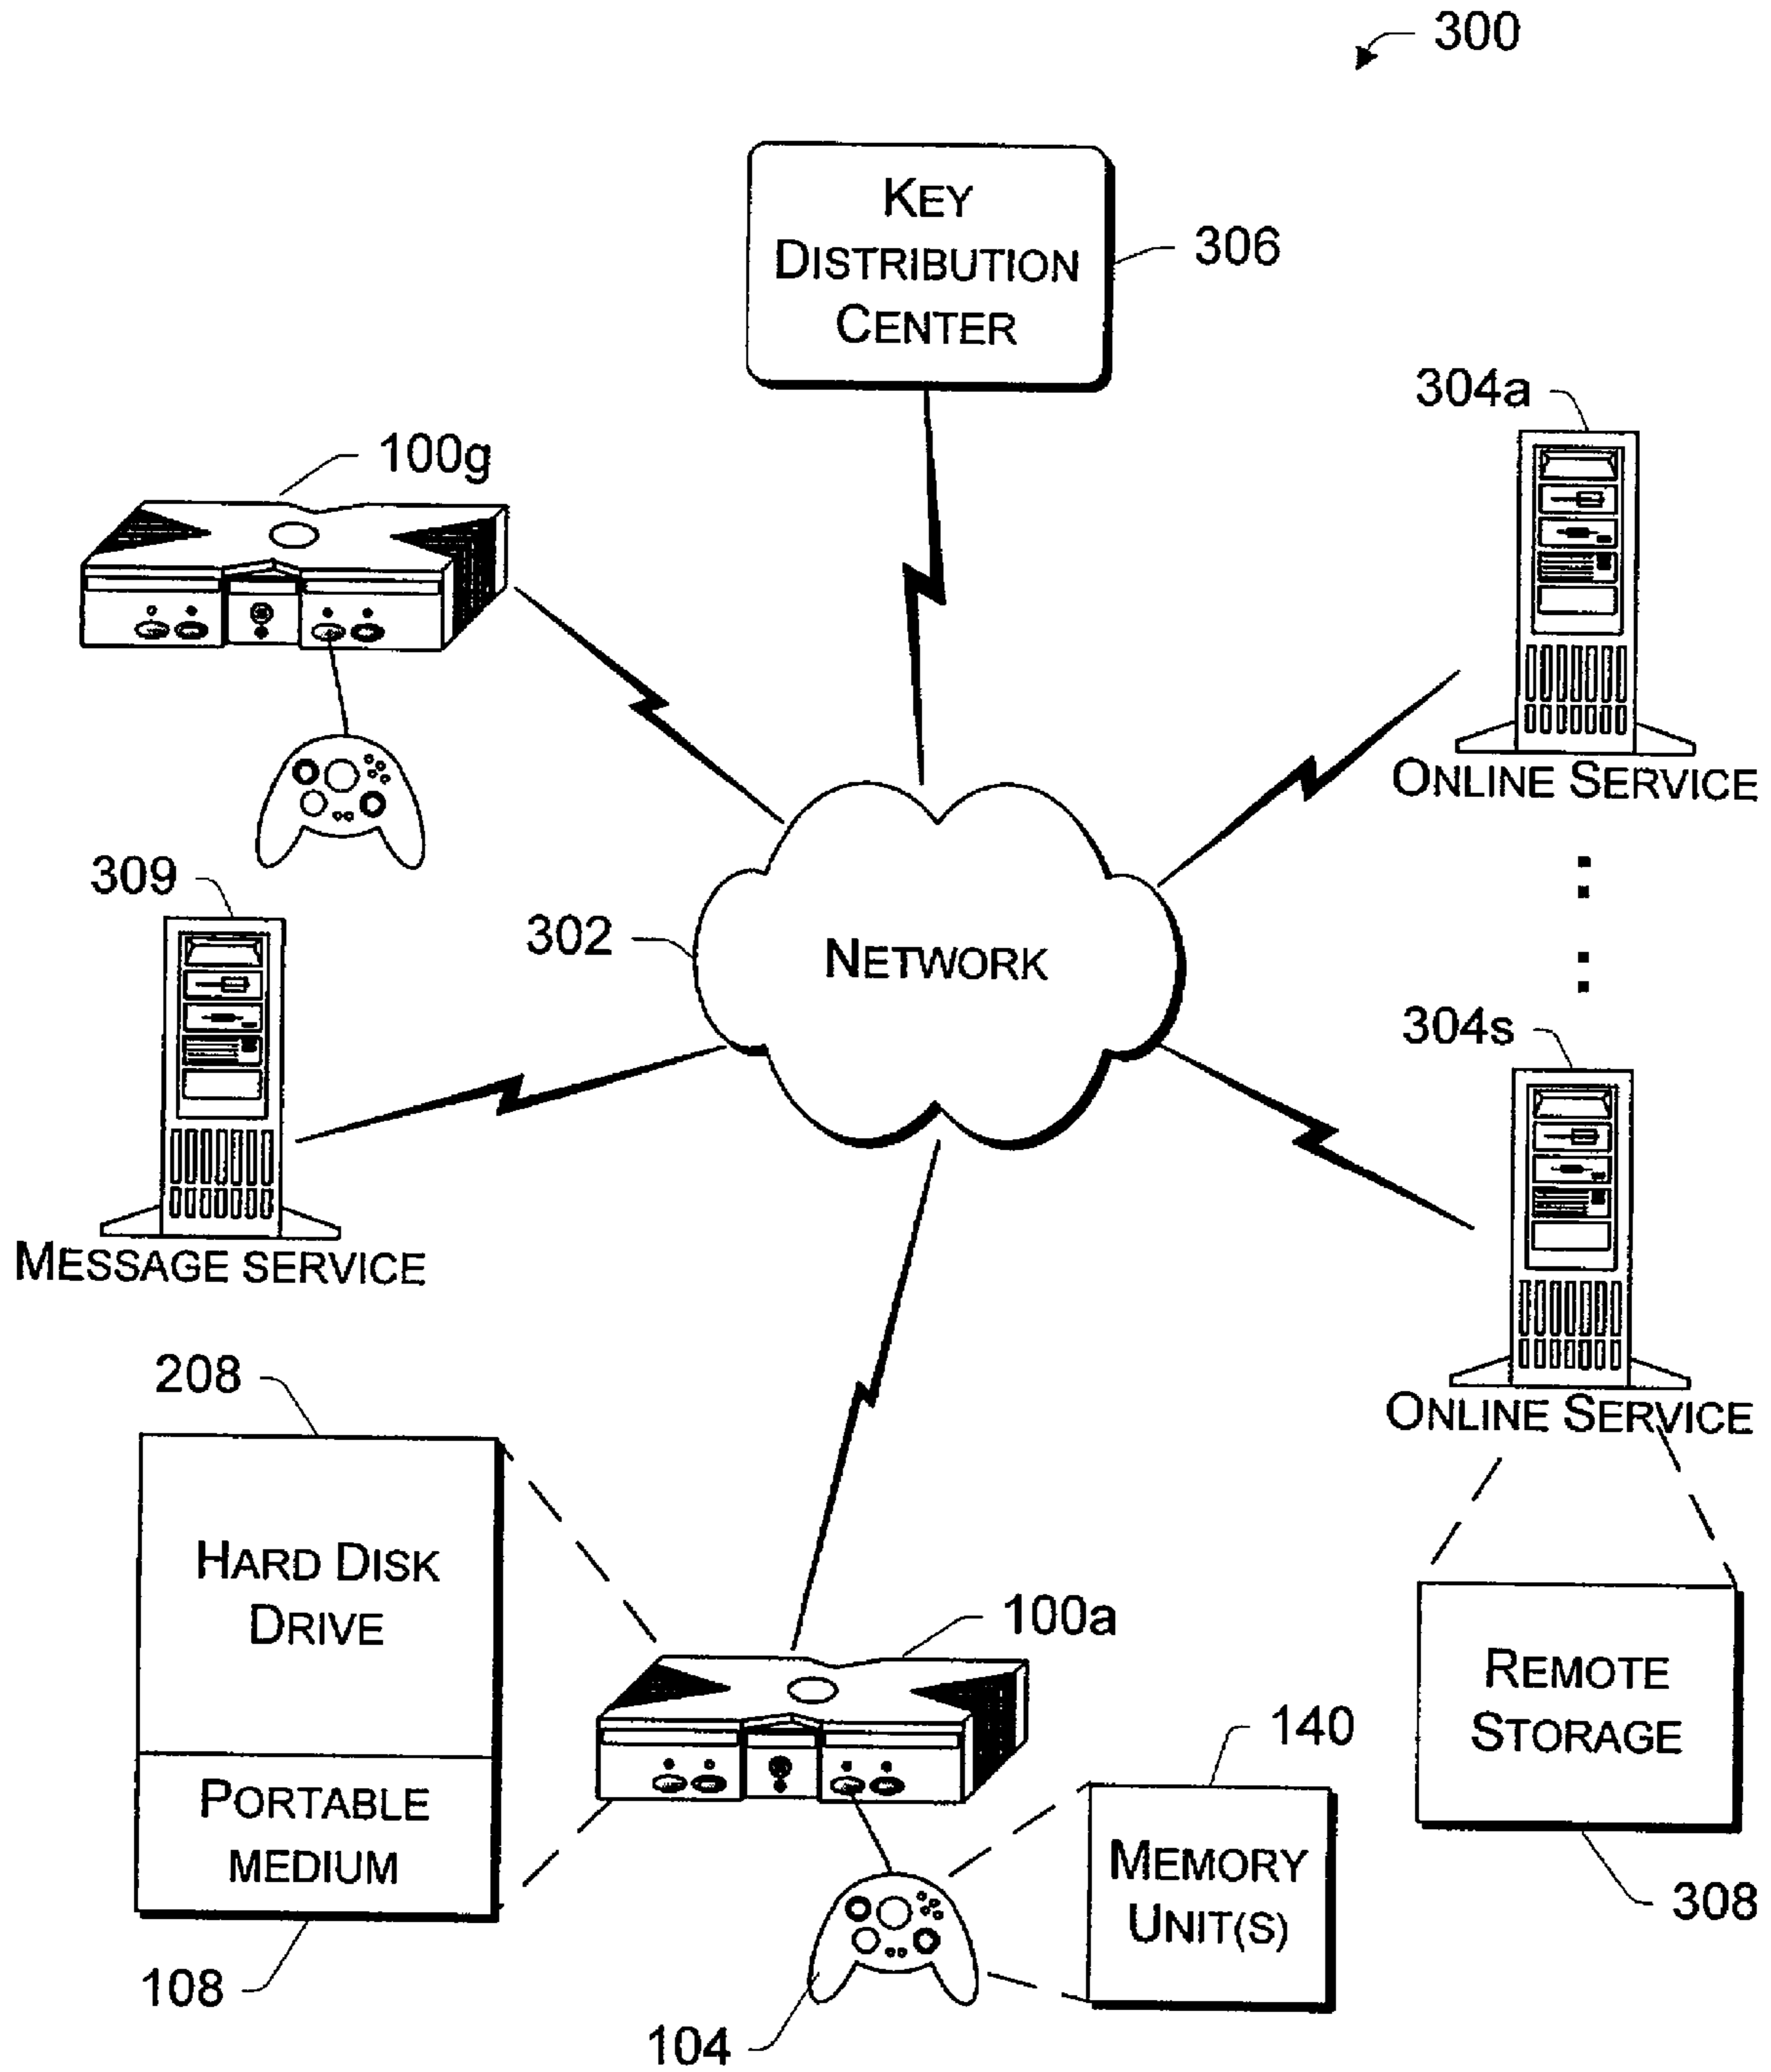 300
KEY
DISTRIBUTION
CENTER
306
304a
100g
ONLINE SERVICE
309
302
NETWORK
304s
MESSAGE SERVICE
208
ONLINE SERVICE
HARD DISK
DRIVE
100a
REMOTE
STORAGE
140
PORTABLE
MEDIUM
MEMORY
UNIT(S)
308
108
104